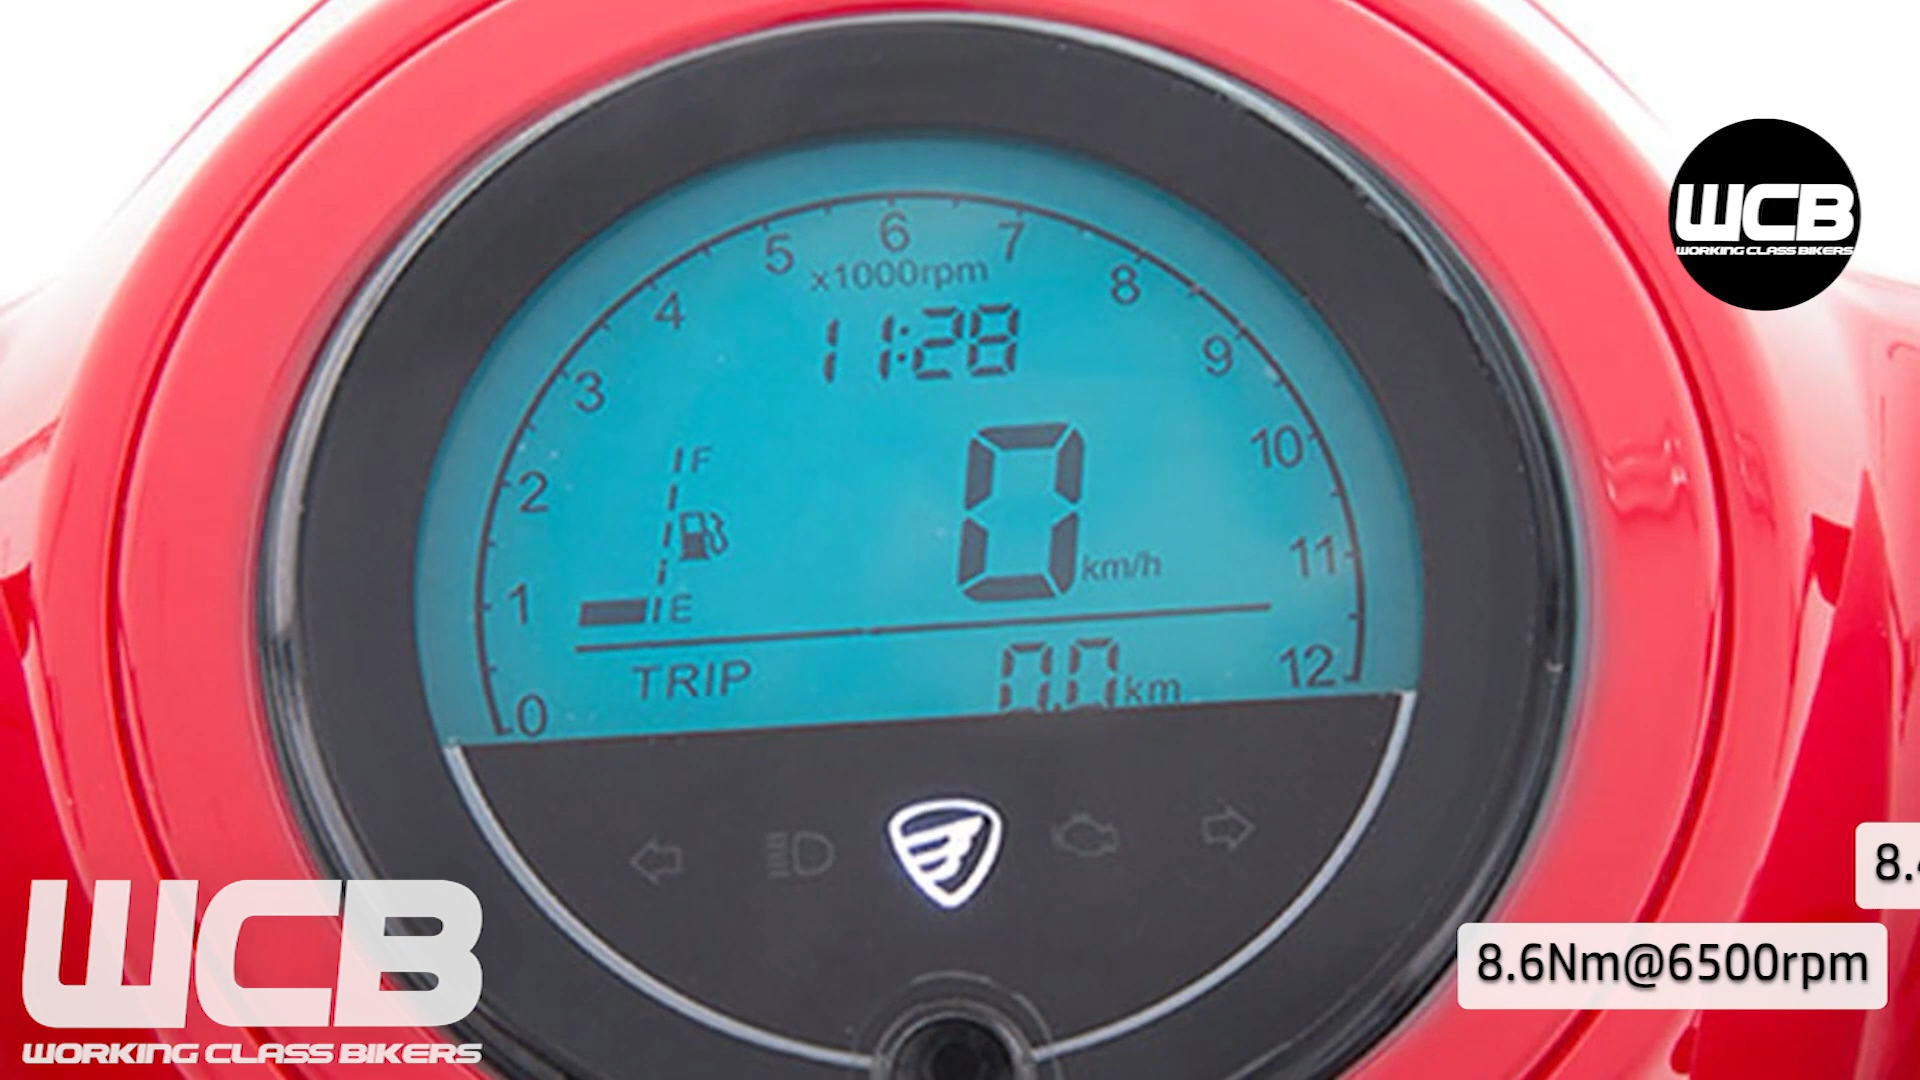 5 6 7
x1000rpm
4 8
11:28
3 9
WCB
WORKING CLASS BIKERS
F
10
2
0 km/h
11
1
E
TRIP 0.0 km 12
0
8.6Nm@6500rpm
WCB
WORKING CLASS BIKERS